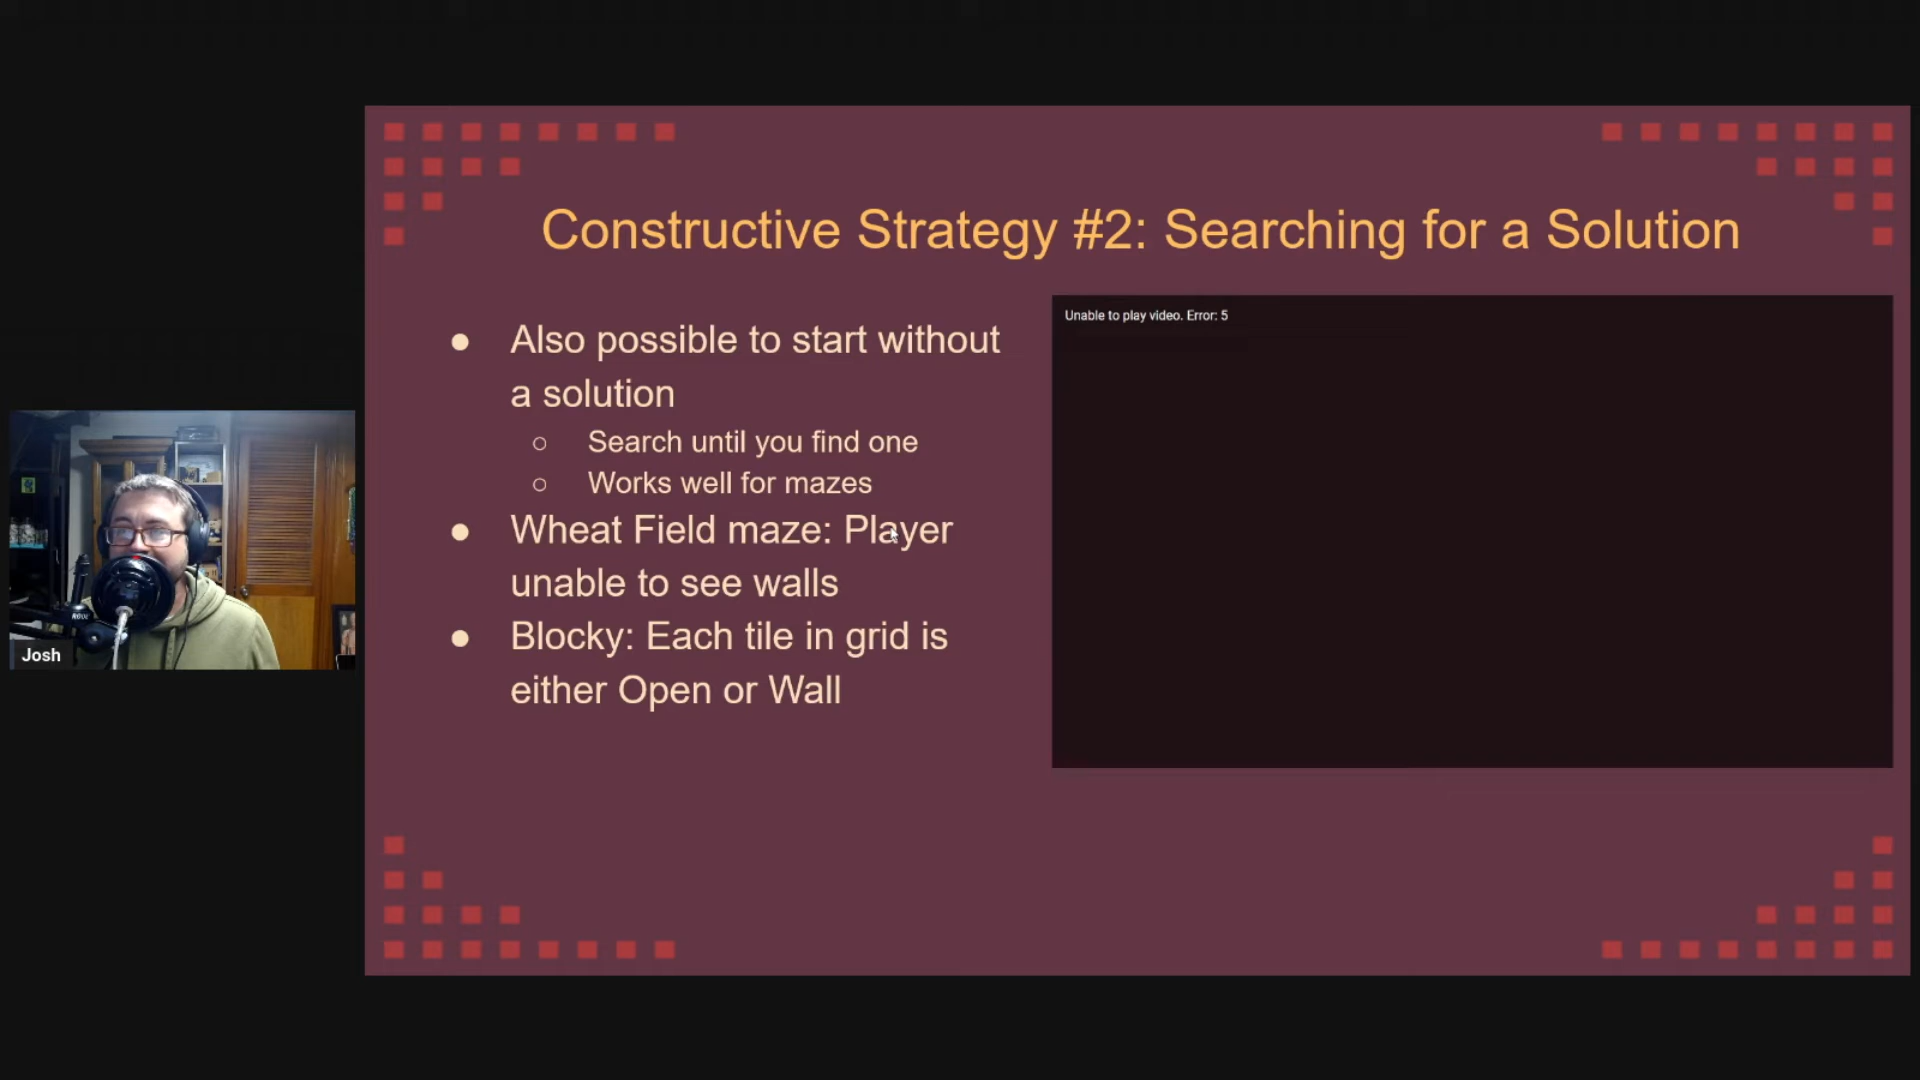 Constructive Strategy #2: Searching for a Solution
Unable to play video. Error: 5
● Also possible to start without
a solution
○ Search until you find one
○ Works well for mazes
● Wheat Field maze: Player
unable to see walls
● Blocky: Each tile in grid is
either Open or Wall
Josh